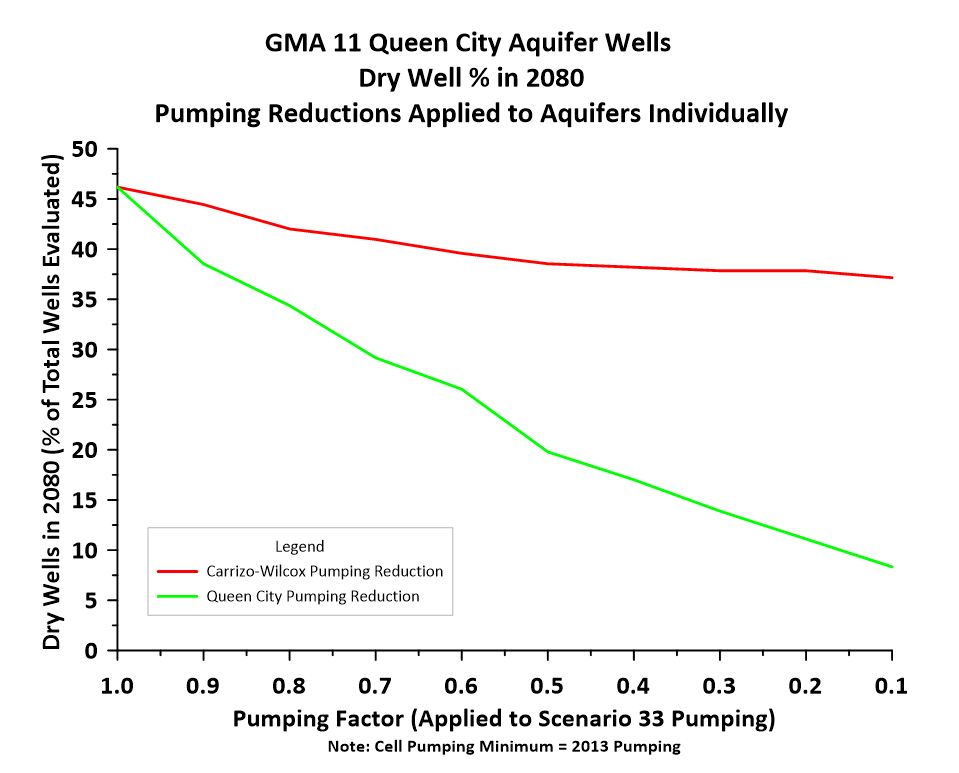 GMA 11 Queen City Aquifer Wells
Dry Well % in 2080
Pumping Reductions Applied to Aquifers Individually
Dry Wells in 2080 (% of Total Wells Evaluated)
50
45
40
35
30
25
20
15
10
5
0
Legend
Carrizo-Wilcox Pumping Reduction
Queen City Pumping Reduction
1.0 0.9 0.8 0.7 0.6 0.5 0.4 0.3 0.2 0.1
Pumping Factor (Applied to Scenario 33 Pumping)
Note: Cell Pumping Minimum = 2013 Pumping